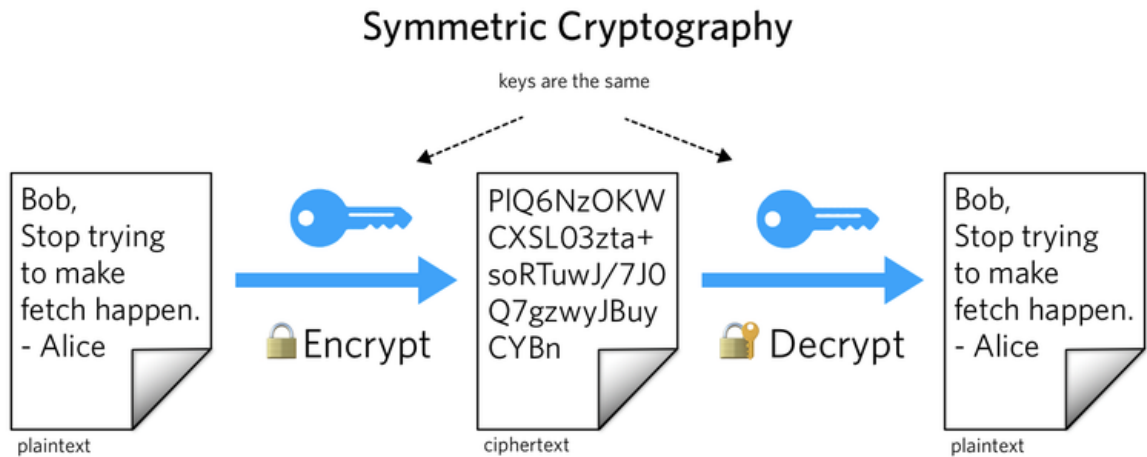 Symmetric Cryptography
keys are the same
Bob,
Stop trying
to make
fetch happen.
- Alice
plaintext
Encrypt
PlQ6NzOKW
CXSL03zta+
soRTuwJ/7J0
Q7gzwyJBuy
CYBn
ciphertext
Decrypt
Bob,
Stop trying
to make
fetch happen.
- Alice
plaintext